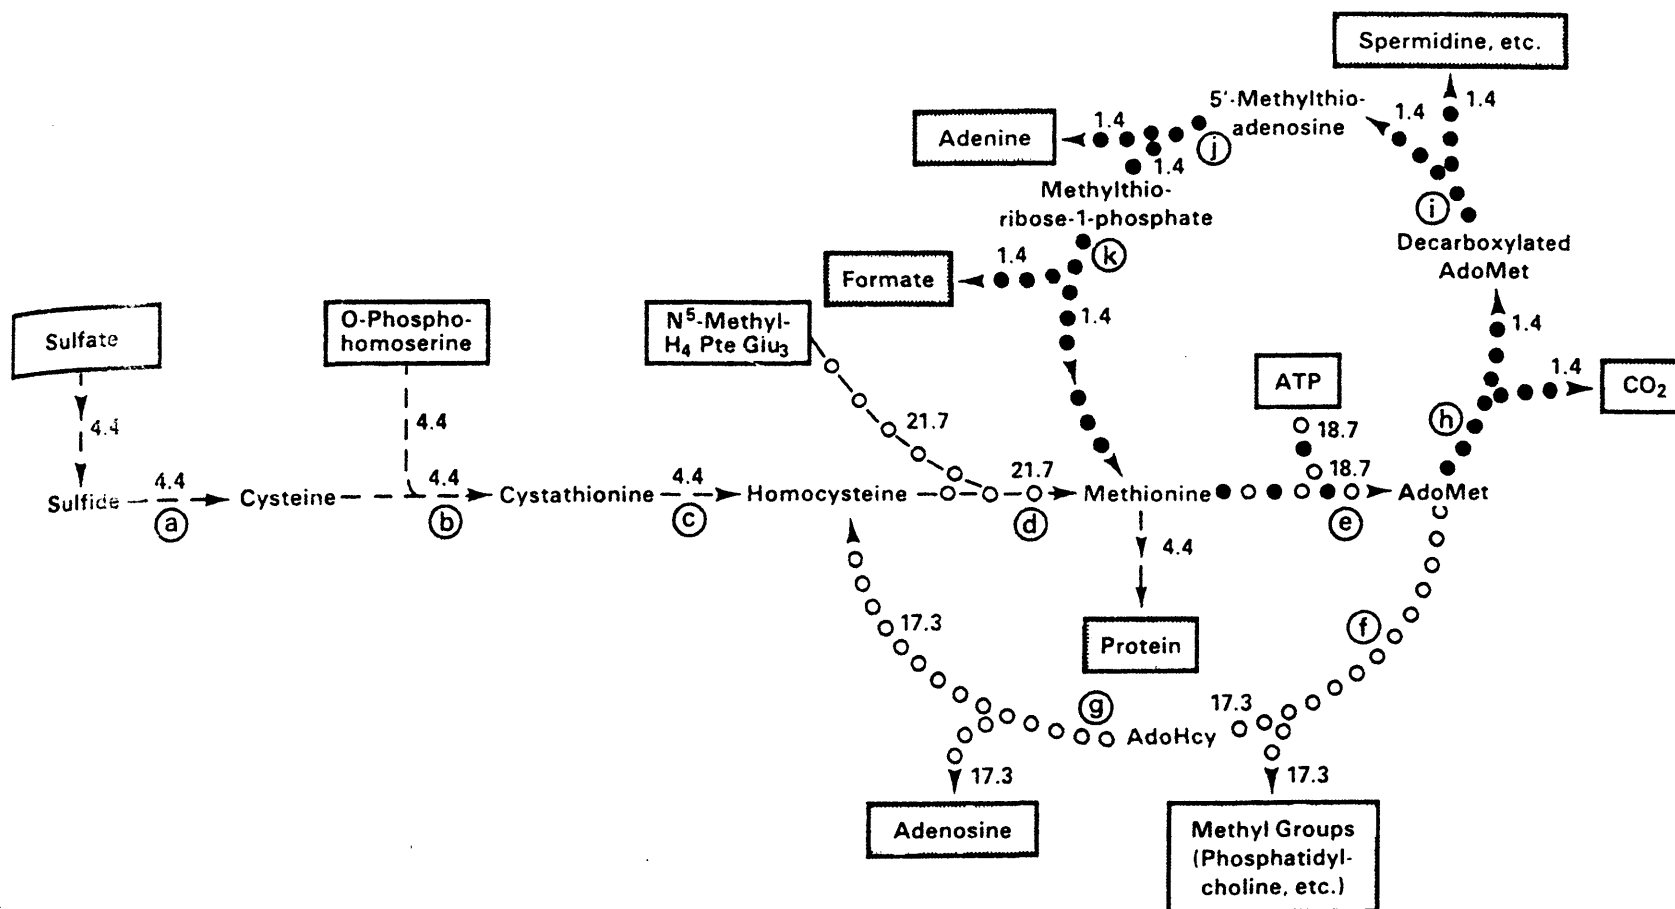 Spermidine, etc.
1.4
1.4
5'-Methylthio-
adenosine
1.4
Adenine
j
1.4
Methylthio-
ribose-1-phosphate
i
Decarboxylated
AdoMet
k
1.4
Formate
1.4
1.4
Sulfate
O-Phospho-
homoserine
N5-Methyl-
H4 Pte Glu3
ATP
1.4
CO2
4.4
4.4
21.7
18.7
h
4.4
4.4
4.4
21.7
18.7
Sulfide
Cysteine
Cystathionine
Homocysteine
Methionine
AdoMet
a
b
c
d
e
4.4
17.3
f
Protein
g
17.3
AdoHcy
17.3
17.3
Adenosine
Methyl Groups
(Phosphatidyl-
choline, etc.)